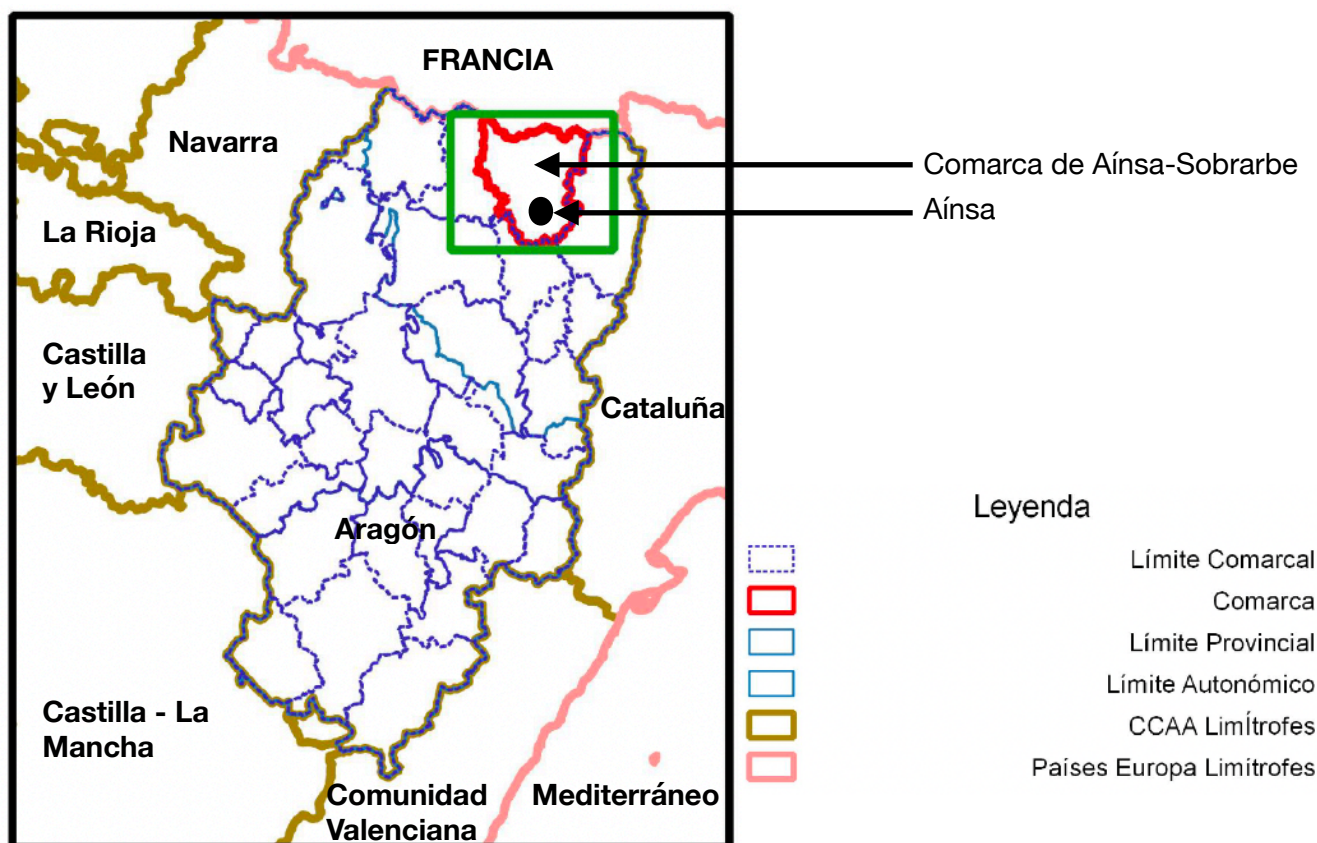 FRANCIA
Navarra
Comarca de Aínsa-Sobrarbe
Aínsa
La Rioja
Castilla
y León
Cataluña
Aragón
Castilla - La
Mancha
Comunidad
Valenciana
Mediterráneo
Leyenda
Límite Comarcal
Comarca
Límite Provincial
Límite Autonómico
CCAA Limítrofes
Países Europa Limítrofes